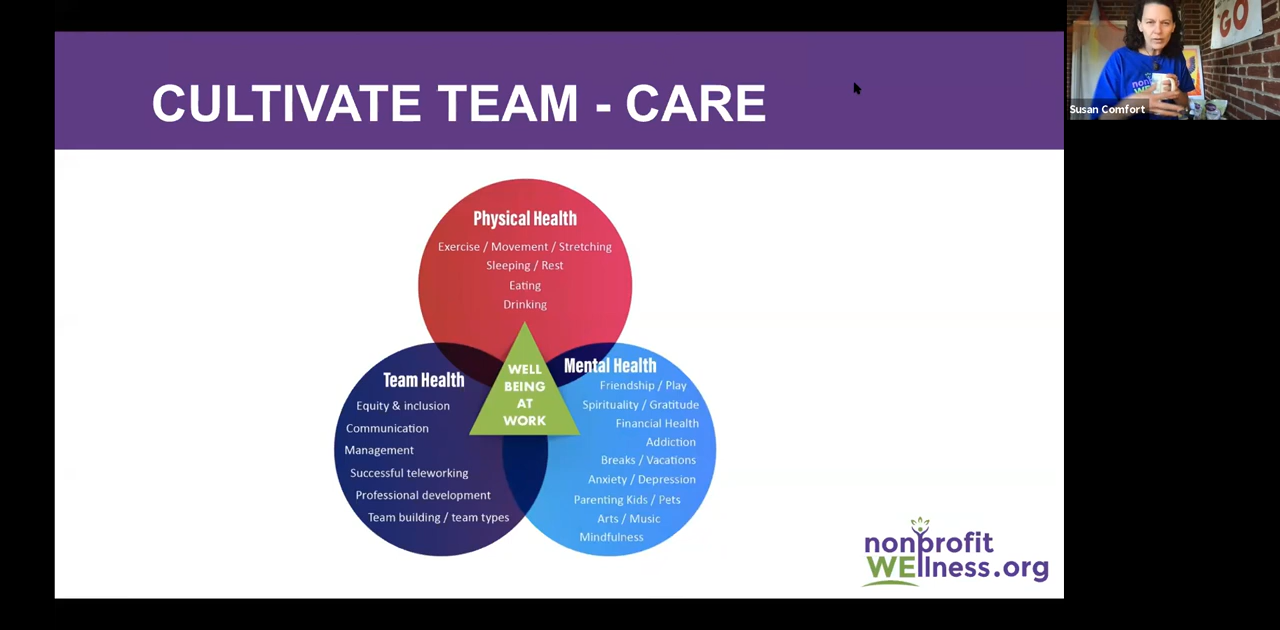 CULTIVATE TEAM - CARE
Physical Health
Exercise / Movement / Stretching
Sleeping / Rest
Eating
Drinking
WELL
BEING
AT
WORK
Team Health
Equity & inclusion
Communication
Management
Successful teleworking
Professional development
Team building / team types
Mental Health
Friendship / Play
Spirituality / Gratitude
Financial Health
Addiction
Breaks / Vacations
Anxiety / Depression
Parenting Kids / Pets
Arts / Music
Mindfulness
nonprofit
WEllness.org
GO
Susan Comfort